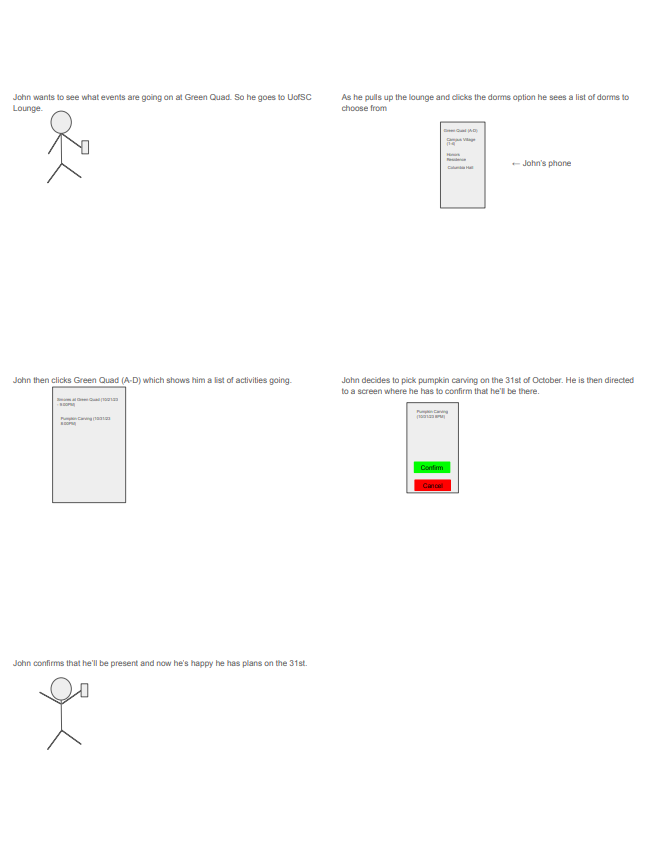 John wants to see what events are going on at Green Quad. So he goes to UofSC
Lounge.
As he pulls up the lounge and clicks the dorms option he sees a list of dorms to
choose from
Green Quad (A-D)
Campus Village
(1-4)
Honors
Residence
Columbia Hall
← John's phone
John then clicks Green Quad (A-D) which shows him a list of activities going.
Smores at Green Quad (10/21/23
- 6:00PM)
Pumpkin Carving (10/31/23
8:00PM)
John decides to pick pumpkin carving on the 31st of October. He is then directed
to a screen where he has to confirm that he'll be there.
Pumpkin Carving
(10/31/23 8PM)
Confirm
Cancel
John confirms that he'll be present and now he's happy he has plans on the 31st.